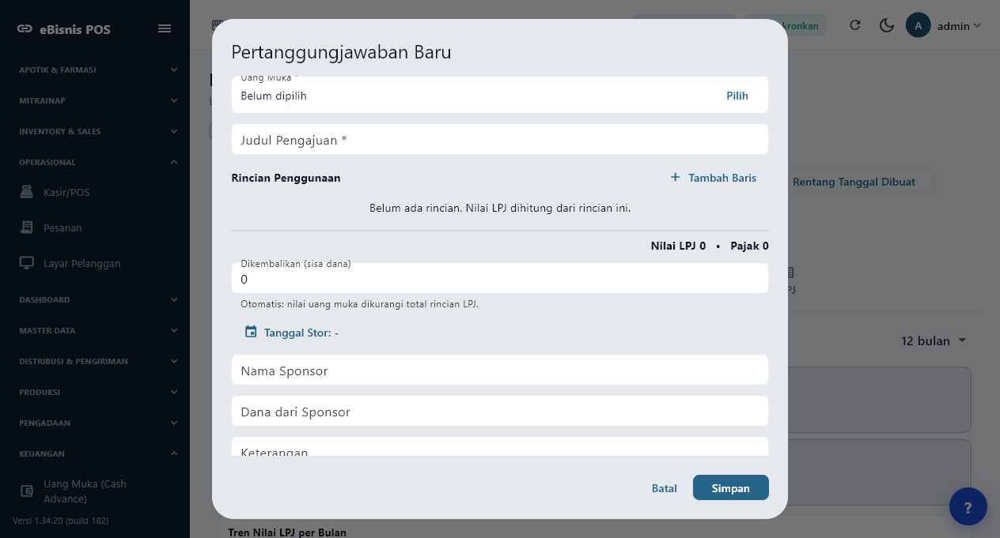 eBisnis POS
APOTIK & FARMASI
MITRAINAP
INVENTORY & SALES
OPERASIONAL
Kasir/POS
Pesanan
Layar Pelanggan
DASHBOARD
MASTER DATA
DISTRIBUSI & PENGIRIMAN
PRODUKSI
PENGADAAN
KEUANGAN
Uang Muka (Cash
Advance)
Versi 1.34.20 (build 182)
A
admin
Pertanggungjawaban Baru
Uang Muka *
Belum dipilih
Pilih
Judul Pengajuan *
Rincian Penggunaan
+ Tambah Baris
Belum ada rincian. Nilai LPJ dihitung dari rincian ini.
Nilai LPJ 0 • Pajak 0
Dikembalikan (sisa dana)
0
Otomatis: nilai uang muka dikurangi total rincian LPJ.
Tanggal Stor: -
Nama Sponsor
Dana dari Sponsor
Keterangan
Batal
Simpan
Rentang Tanggal Dibuat
12 bulan
?
Tren Nilai LPJ per Bulan